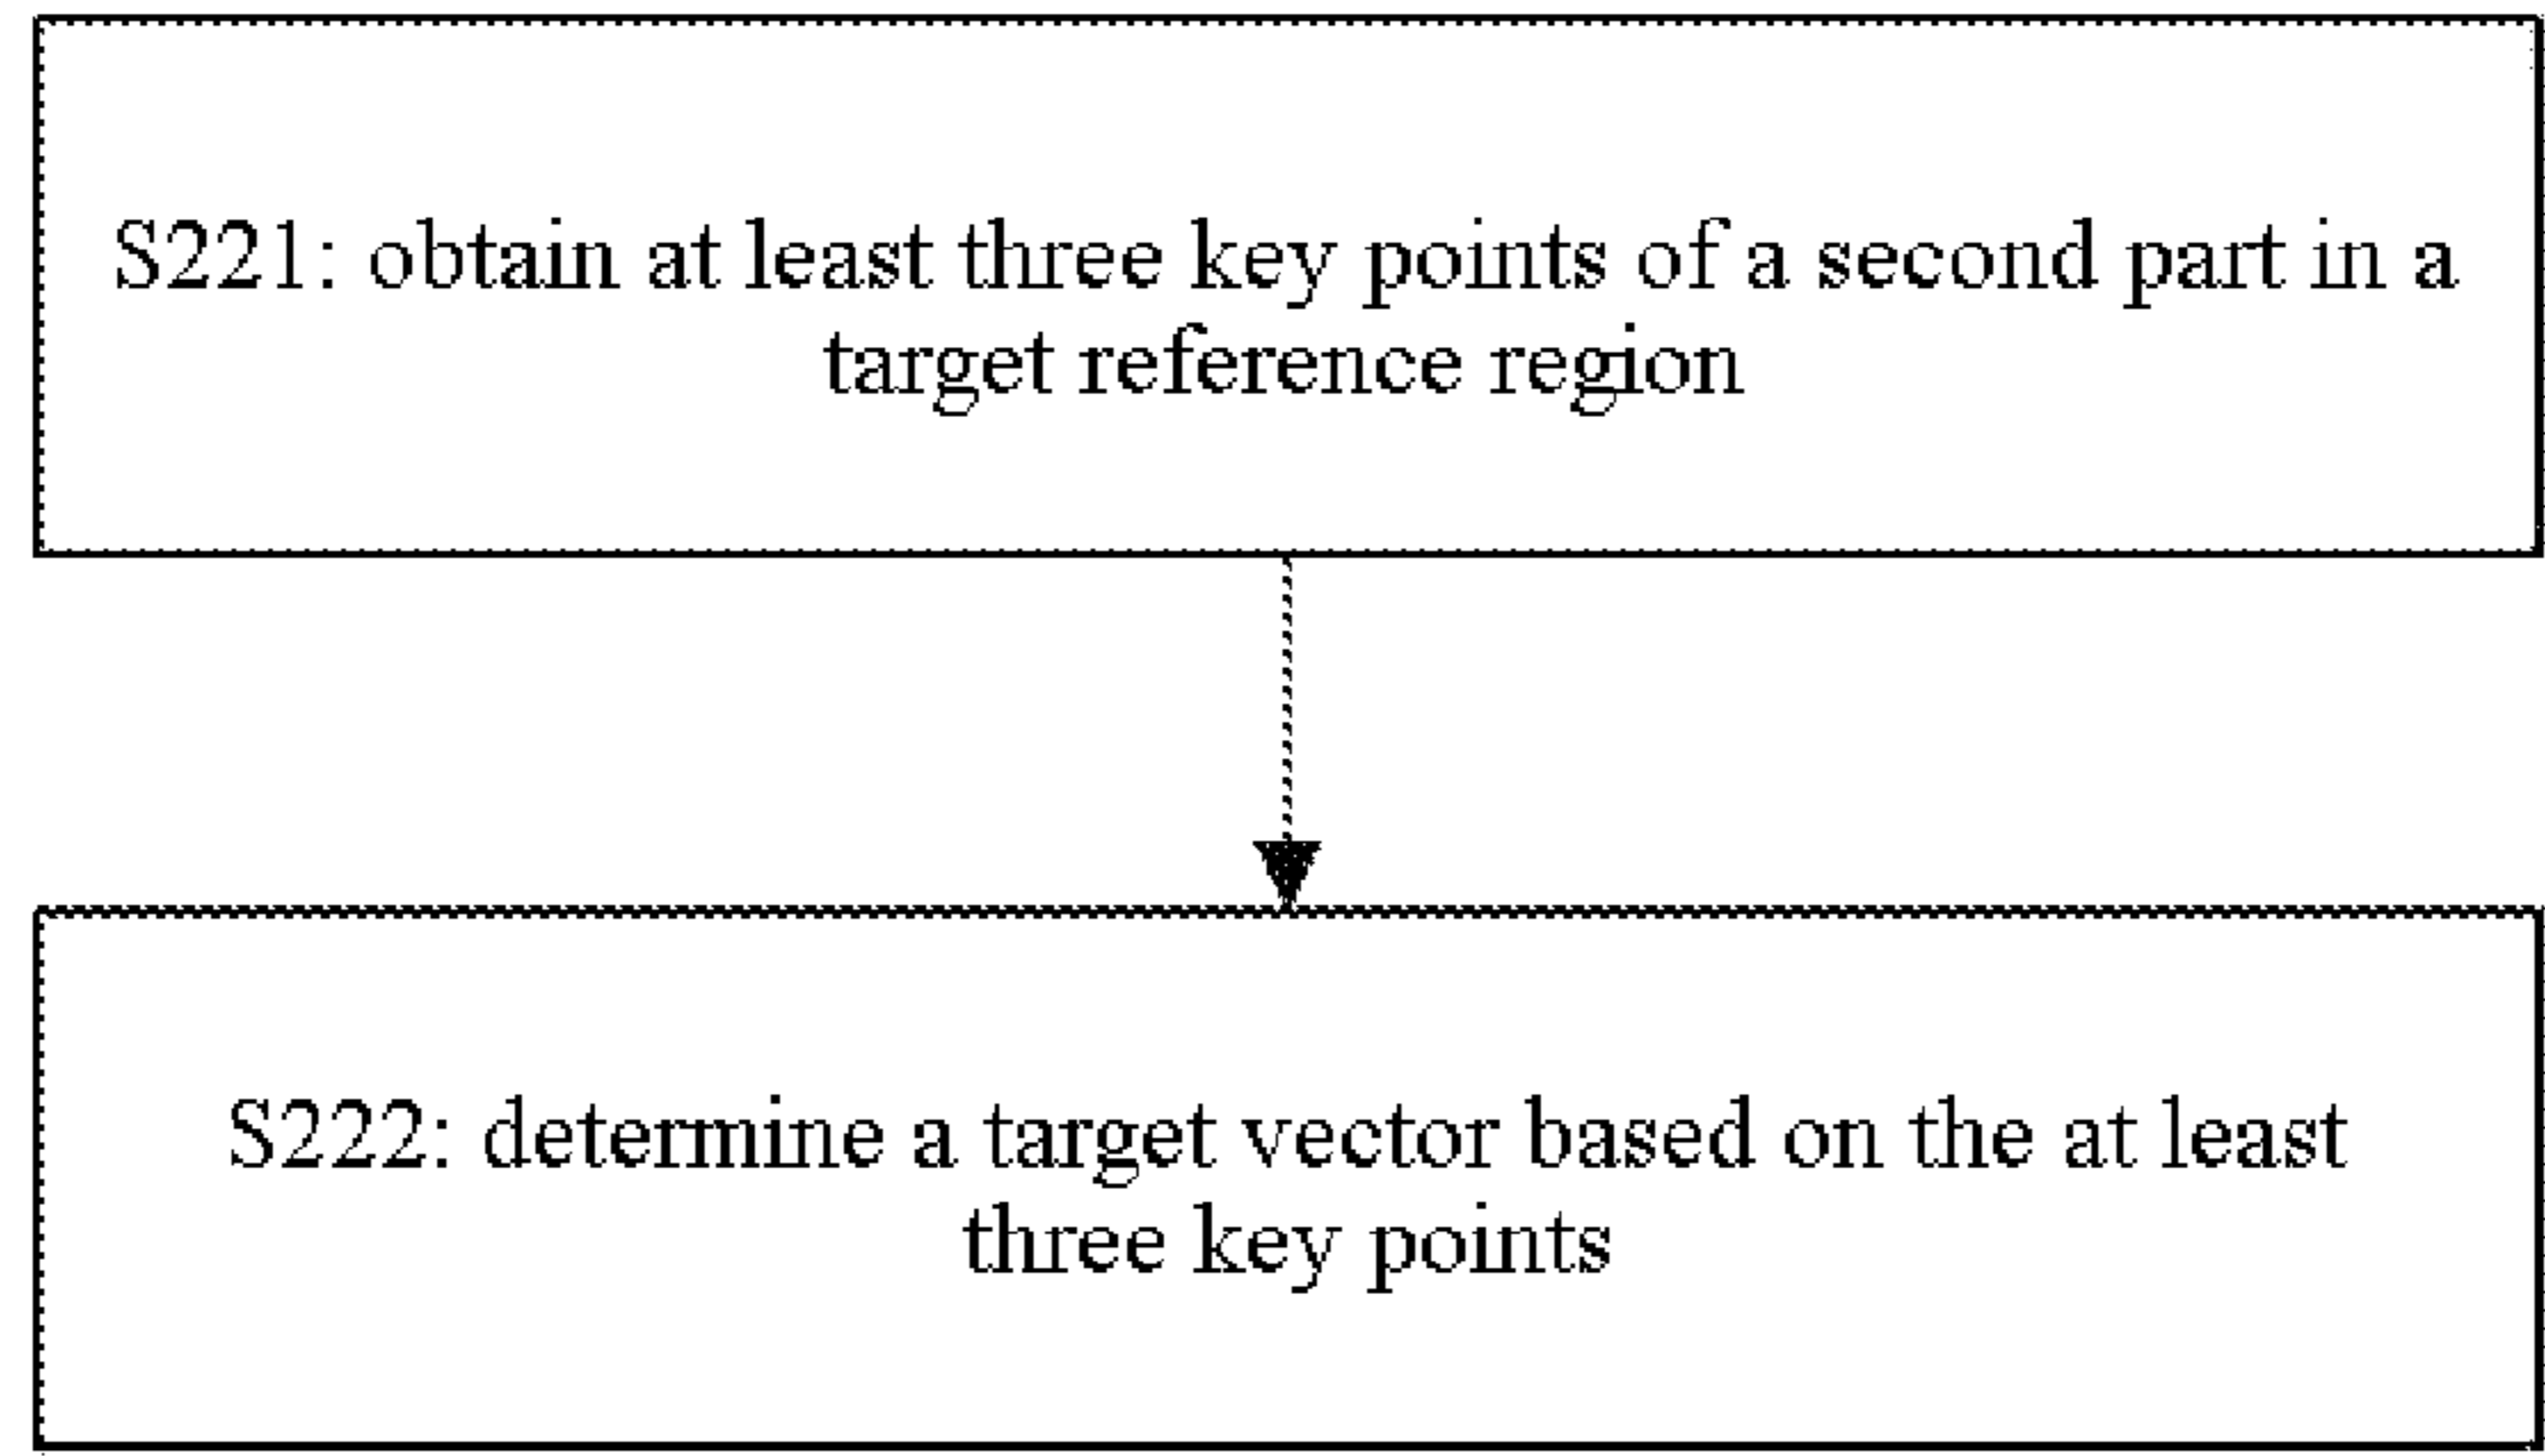 S221: obtain at least three key points of a second part in a
target reference region
S222: determine a target vector based on the at least
three key points